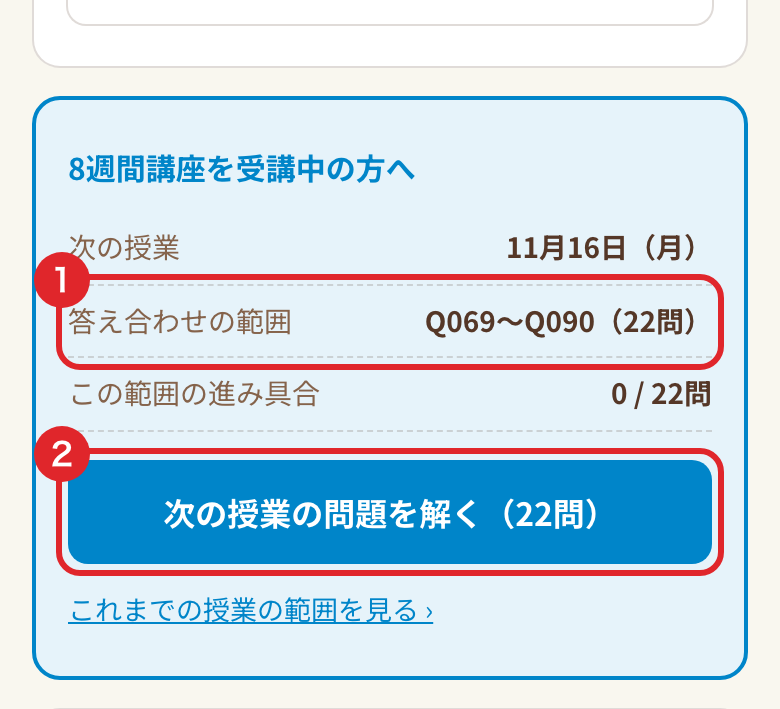 8週間講座を受講中の方へ
次の授業 11月16日（月）
1
答え合わせの範囲 Q069〜Q090（22問）
この範囲の進み具合 0 / 22問
2
次の授業の問題を解く（22問）
これまでの授業の範囲を見る ›